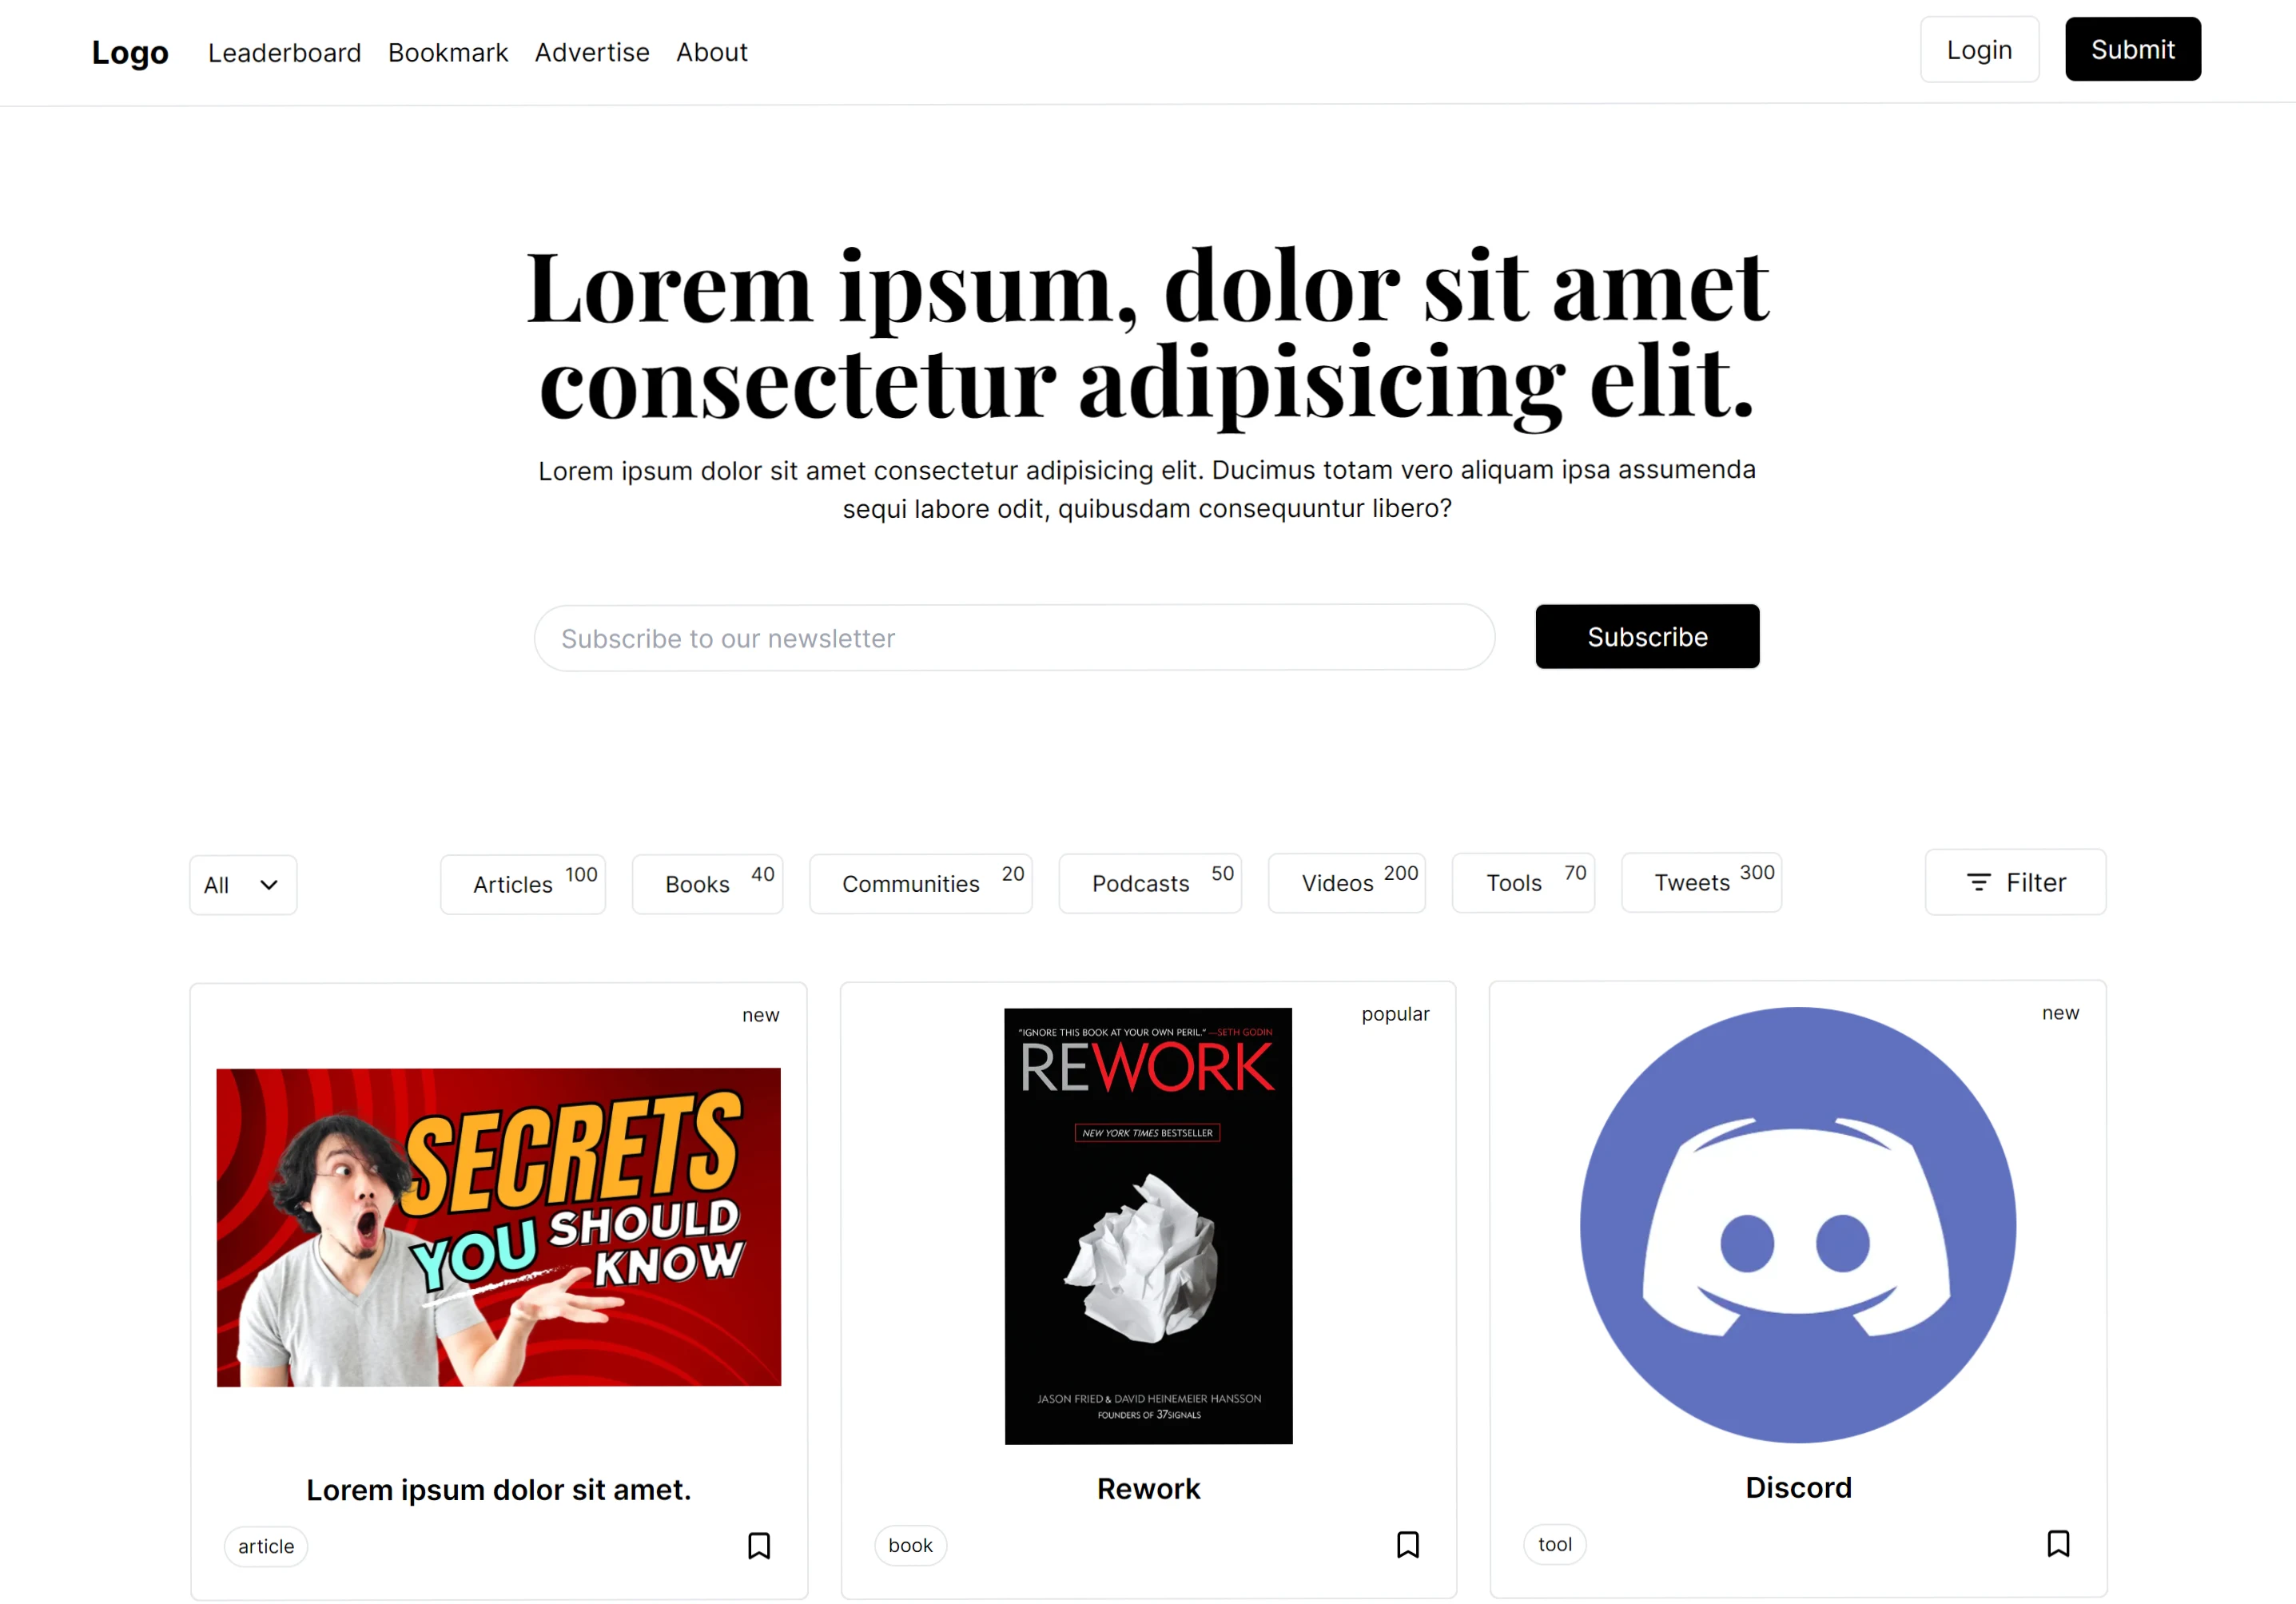 Logo Leaderboard Bookmark Advertise About Login Submit
Lorem ipsum, dolor sit amet
consectetur adipisicing elit.
Lorem ipsum dolor sit amet consectetur adipisicing elit. Ducimus totam vero aliquam ipsa assumenda
sequi labore odit, quibusdam consequuntur libero?
Subscribe to our newsletter Subscribe
All Articles 100 Books 40 Communities 20 Podcasts 50 Videos 200 Tools 70 Tweets 300 Filter
new
SECRETS
YOU SHOULD
KNOW
Lorem ipsum dolor sit amet.
article
popular
"IGNORE THIS BOOK AT YOUR OWN PERIL." —SETH GODIN
REWORK
NEW YORK TIMES BESTSELLER
JASON FRIED & DAVID HEINEMEIER HANSSON
FOUNDERS OF 37SIGNALS
Rework
book
new
Discord
tool